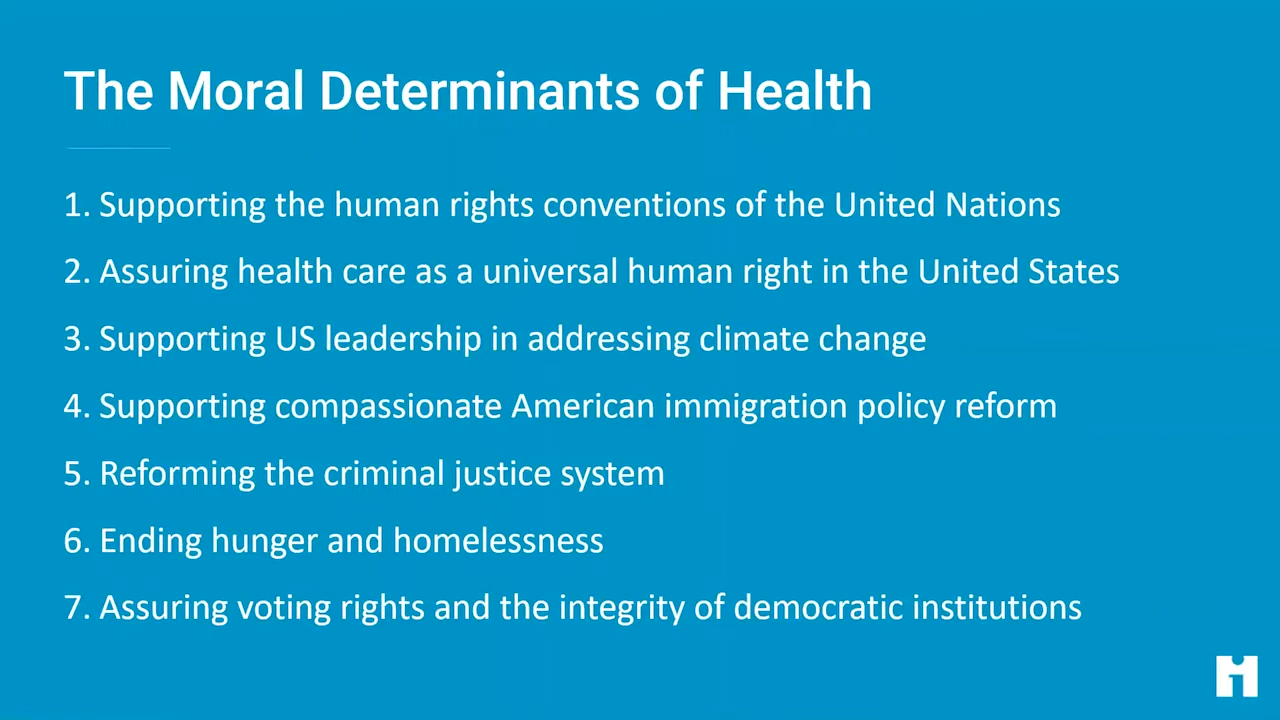 The Moral Determinants of Health
1. Supporting the human rights conventions of the United Nations
2. Assuring health care as a universal human right in the United States
3. Supporting US leadership in addressing climate change
4. Supporting compassionate American immigration policy reform
5. Reforming the criminal justice system
6. Ending hunger and homelessness
7. Assuring voting rights and the integrity of democratic institutions